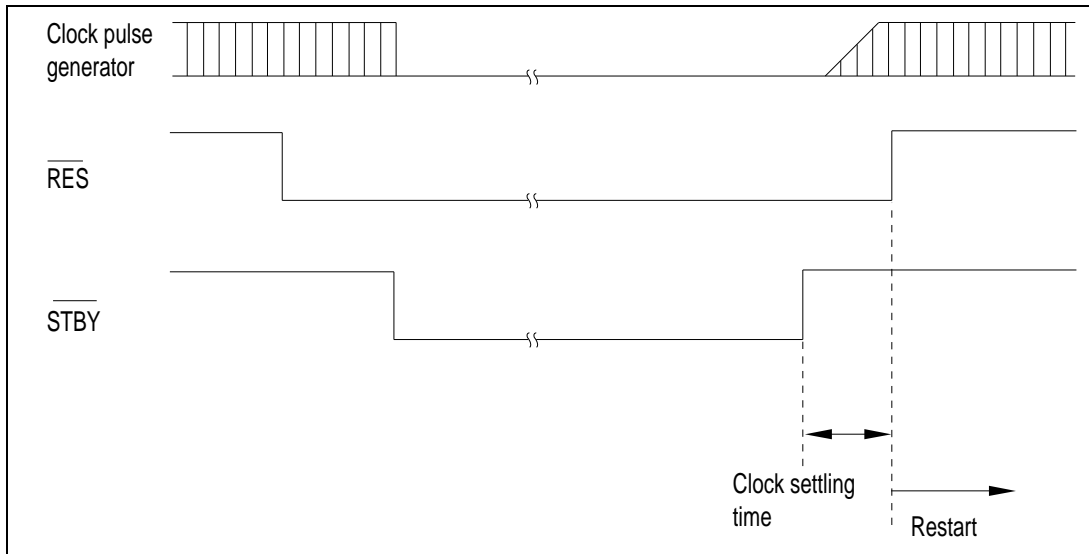 Clock pulse
generator
RES
STBY
Clock settling
time
Restart